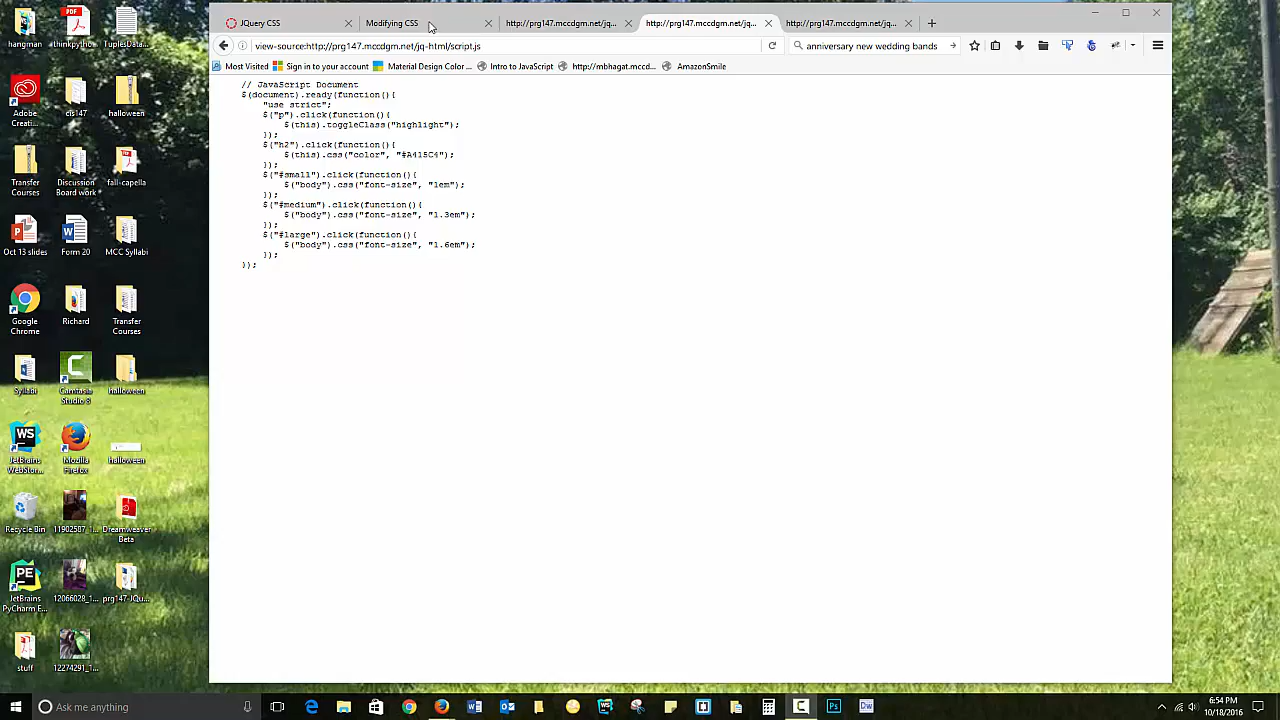 JQuery CSS
Modifying CSS
http://prg147.mccdgm.net/jq...
http://prg147.mccdgm.net/jq...
http://prg147.mccdgm.net/jq...
view-source:http://prg147.mccdgm.net/jq-html/script.js
anniversary new wedding bands
Most Visited
Sign in to your account
Material Design Color ...
Intro to JavaScript
http://mbhagat.mccd...
AmazonSmile
// JavaScript Document
$(document).ready(function(){
"use strict";
$("p").click(function(){
$(this).toggleClass("highlight");
});
$("h2").click(function(){
$(this).css("color", "#A415C4");
});
$("#small").click(function(){
$("body").css("font-size", "1em");
});
$("#medium").click(function(){
$("body").css("font-size", "1.3em");
});
$("#large").click(function(){
$("body").css("font-size", "1.6em");
});
});
hangman
thinkpytho...
TuplesData...
Adobe Creati...
cis147
halloween
Transfer Courses
Discussion Board work
fall-capella
Oct 13 slides
Form 20
MCC Syllabi
Google Chrome
Richard
Transfer Courses
Syllabi
Camtasia Studio 8
halloween
JetBrains WebStor...
Mozilla Firefox
halloween
Recycle Bin
11902587_1...
Dreamweaver Beta
JetBrains PyCharm E...
12066028_1...
prg147-JQu...
stuff
12274291_1...
Ask me anything
6:54 PM
10/18/2016